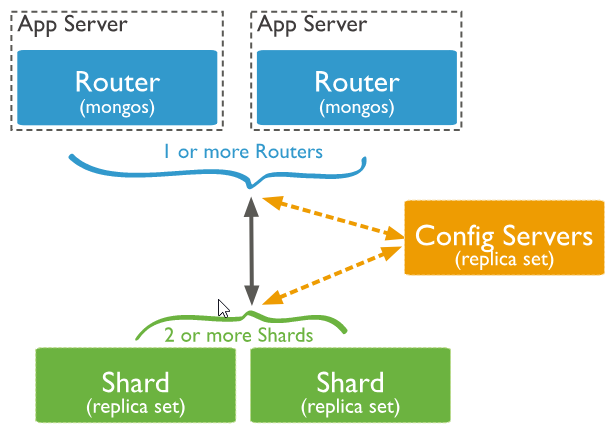 App Server
App Server
Router
(mongos)
Router
(mongos)
1 or more Routers
Config Servers
(replica set)
2 or more Shards
Shard
(replica set)
Shard
(replica set)